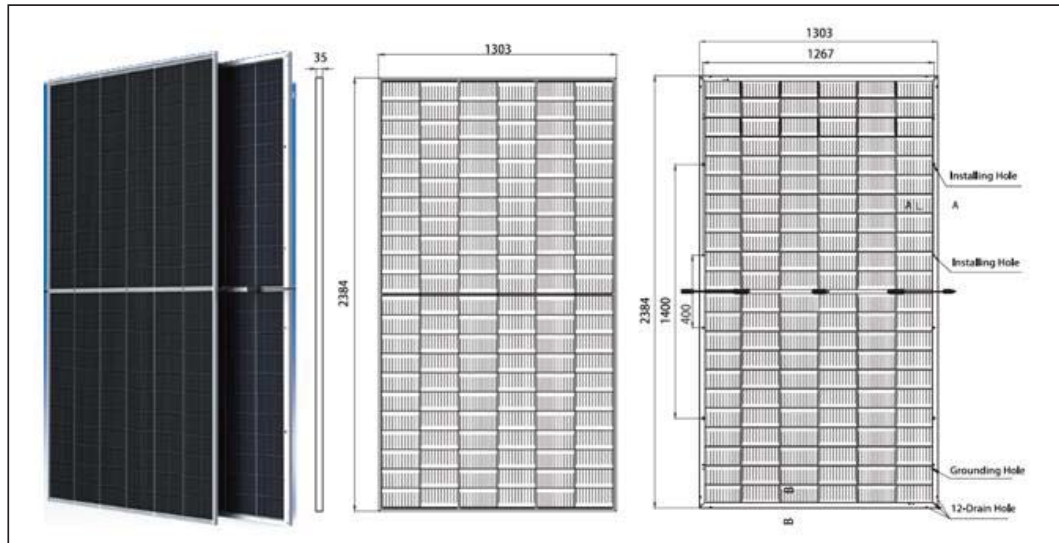 35
1303
2384
1303
1267
2384
1400
400
Installing Hole
A
A
Installing Hole
Grounding Hole
B
12-Drain Hole
B